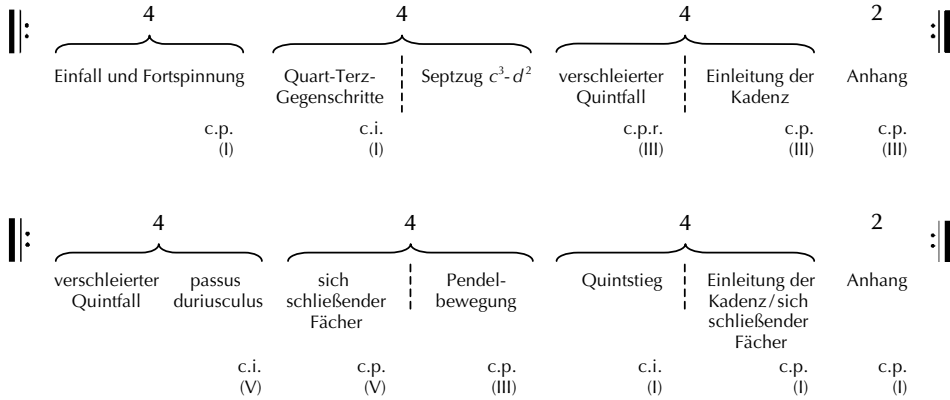 4 4 4 2
Einfall und Fortspinnung Quart-Terz- Septzug c³-d² verschleierter Einleitung der Anhang
Gegenschritte Quintfall Kadenz
c.p. c.i. c.p.r. c.p. c.p.
(I) (I) (III) (III) (III)
4 4 4 2
verschleierter passus sich Pendel- Quintstieg Einleitung der Anhang
Quintfall duriusculus schließender bewegung Kadenz/sich
Fächer schließender
Fächer
c.i. c.p. c.p. c.i. c.p. c.p.
(V) (V) (III) (I) (I) (I)